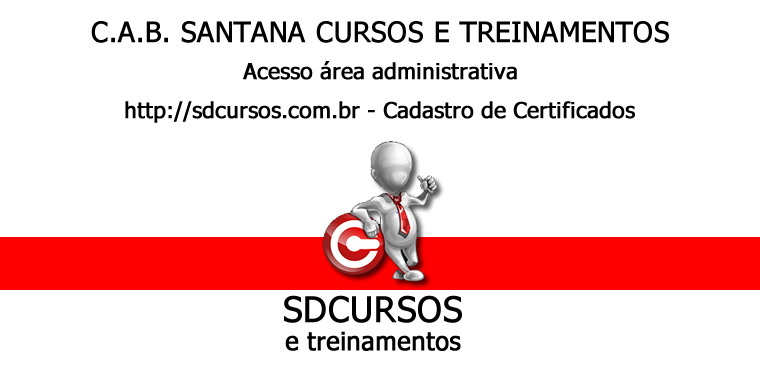 C.A.B. SANTANA CURSOS E TREINAMENTOS
Acesso área administrativa
http://sdcursos.com.br - Cadastro de Certificados
SDCURSOS
e treinamentos